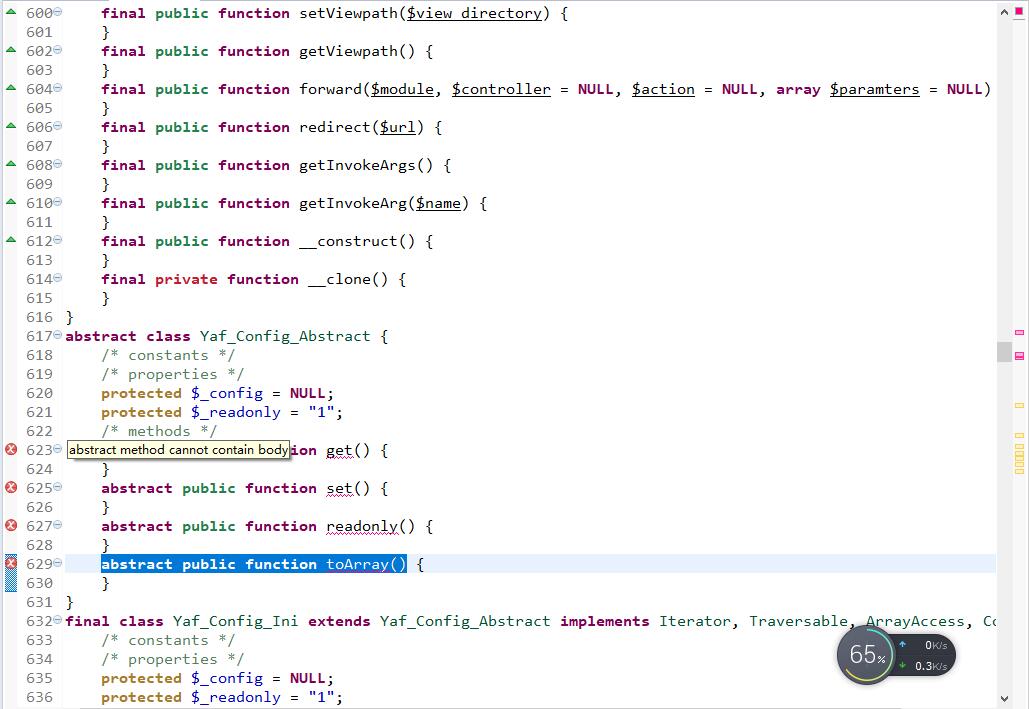 600 final public function setViewpath($view_directory) {
601 }
602 final public function getViewpath() {
603 }
604 final public function forward($module, $controller = NULL, $action = NULL, array $paramters = NULL)
605 }
606 final public function redirect($url) {
607 }
608 final public function getInvokeArgs() {
609 }
610 final public function getInvokeArg($name) {
611 }
612 final public function __construct() {
613 }
614 final private function __clone() {
615 }
616 }
617 abstract class Yaf_Config_Abstract {
618 /* constants */
619 /* properties */
620 protected $_config = NULL;
621 protected $_readonly = "1";
622 /* methods */
623 abstract method cannot contain body ion get() {
624 }
625 abstract public function set() {
626 }
627 abstract public function readonly() {
628 }
629 abstract public function toArray() {
630 }
631 }
632 final class Yaf_Config_Ini extends Yaf_Config_Abstract implements Iterator, Traversable, ArrayAccess, Co
633 /* constants */
634 /* properties */
635 protected $_config = NULL;
636 protected $_readonly = "1";
65%
0K/s
0.3K/s